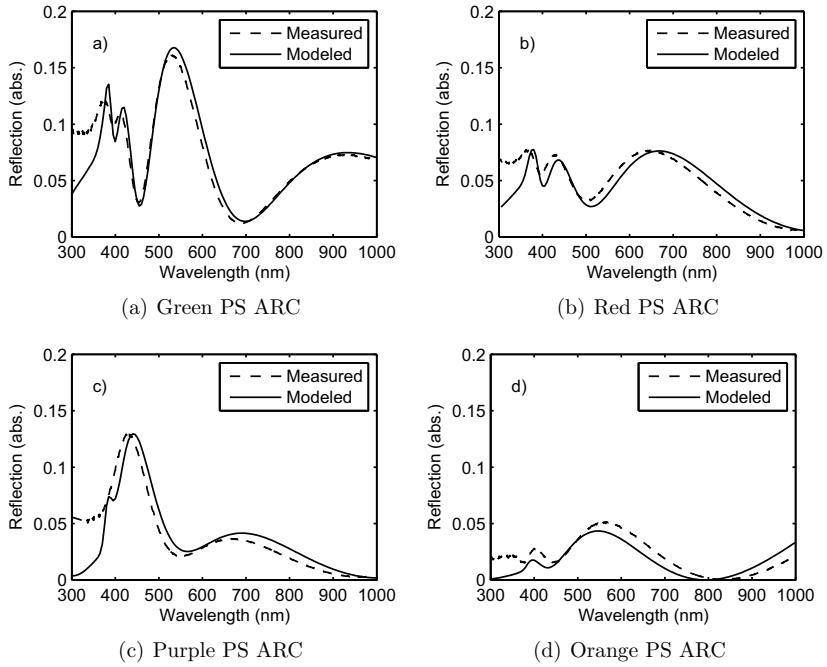 0.2
0.15
0.1
0.05
0
Reflection (abs.)
a)
Measured
Modeled
300 400 500 600 700 800 900 1000
Wavelength (nm)
(a) Green PS ARC
0.2
0.15
0.1
0.05
0
Reflection (abs.)
b)
Measured
Modeled
300 400 500 600 700 800 900 1000
Wavelength (nm)
(b) Red PS ARC
0.2
0.15
0.1
0.05
0
Reflection (abs.)
c)
Measured
Modeled
300 400 500 600 700 800 900 1000
Wavelength (nm)
(c) Purple PS ARC
0.2
0.15
0.1
0.05
0
Reflection (abs.)
d)
Measured
Modeled
300 400 500 600 700 800 900 1000
Wavelength (nm)
(d) Orange PS ARC